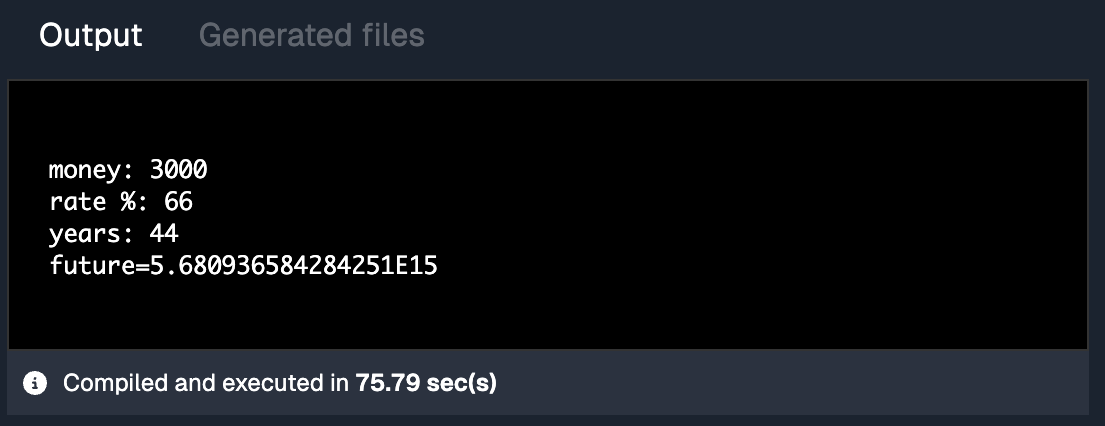 Output Generated files
money: 3000
rate %: 66
years: 44
future=5.680936584284251E15
Compiled and executed in 75.79 sec(s)